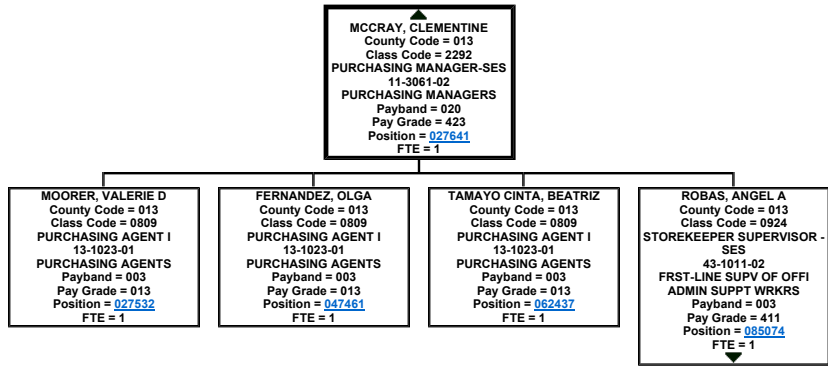 MCCRAY, CLEMENTINE
County Code = 013
Class Code = 2292
PURCHASING MANAGER-SES
11-3061-02
PURCHASING MANAGERS
Payband = 020
Pay Grade = 423
Position = 027641
FTE = 1
MOORER, VALERIE D
County Code = 013
Class Code = 0809
PURCHASING AGENT I
13-1023-01
PURCHASING AGENTS
Payband = 003
Pay Grade = 013
Position = 027532
FTE = 1
FERNANDEZ, OLGA
County Code = 013
Class Code = 0809
PURCHASING AGENT I
13-1023-01
PURCHASING AGENTS
Payband = 003
Pay Grade = 013
Position = 047461
FTE = 1
TAMAYO CINTA, BEATRIZ
County Code = 013
Class Code = 0809
PURCHASING AGENT I
13-1023-01
PURCHASING AGENTS
Payband = 003
Pay Grade = 013
Position = 062437
FTE = 1
ROBAS, ANGEL A
County Code = 013
Class Code = 0924
STOREKEEPER SUPERVISOR -
SES
43-1011-02
FRST-LINE SUPV OF OFFI
ADMIN SUPPT WRKRS
Payband = 003
Pay Grade = 411
Position = 085074
FTE = 1